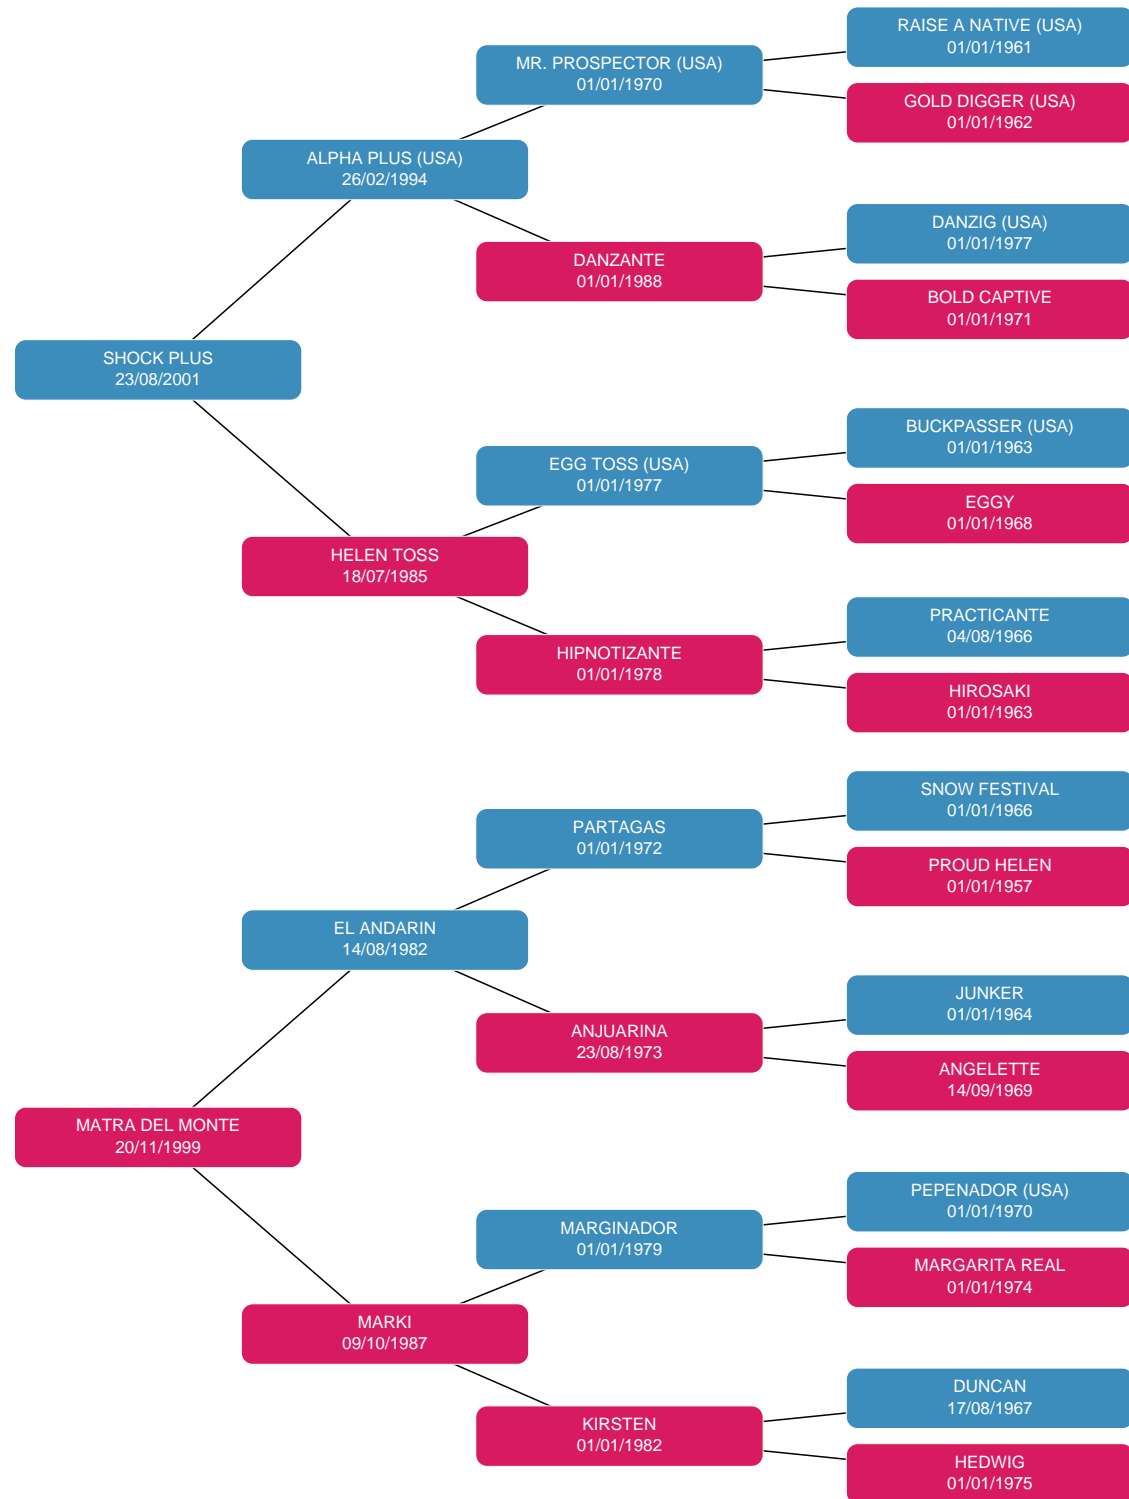 RAISE A NATIVE (USA)
01/01/1961
MR. PROSPECTOR (USA)
01/01/1970
GOLD DIGGER (USA)
01/01/1962
ALPHA PLUS (USA)
26/02/1994
DANZIG (USA)
01/01/1977
DANZANTE
01/01/1988
BOLD CAPTIVE
01/01/1971
SHOCK PLUS
23/08/2001
BUCKPASSER (USA)
01/01/1963
EGG TOSS (USA)
01/01/1977
EGGY
01/01/1968
HELEN TOSS
18/07/1985
PRACTICANTE
04/08/1966
HIPNOTIZANTE
01/01/1978
HIROSAKI
01/01/1963
SNOW FESTIVAL
01/01/1966
PARTAGAS
01/01/1972
PROUD HELEN
01/01/1957
EL ANDARIN
14/08/1982
JUNKER
01/01/1964
ANJUARINA
23/08/1973
ANGELETTE
14/09/1969
MATRA DEL MONTE
20/11/1999
PEPENADOR (USA)
01/01/1970
MARGINADOR
01/01/1979
MARGARITA REAL
01/01/1974
MARKI
09/10/1987
DUNCAN
17/08/1967
KIRSTEN
01/01/1982
HEDWIG
01/01/1975